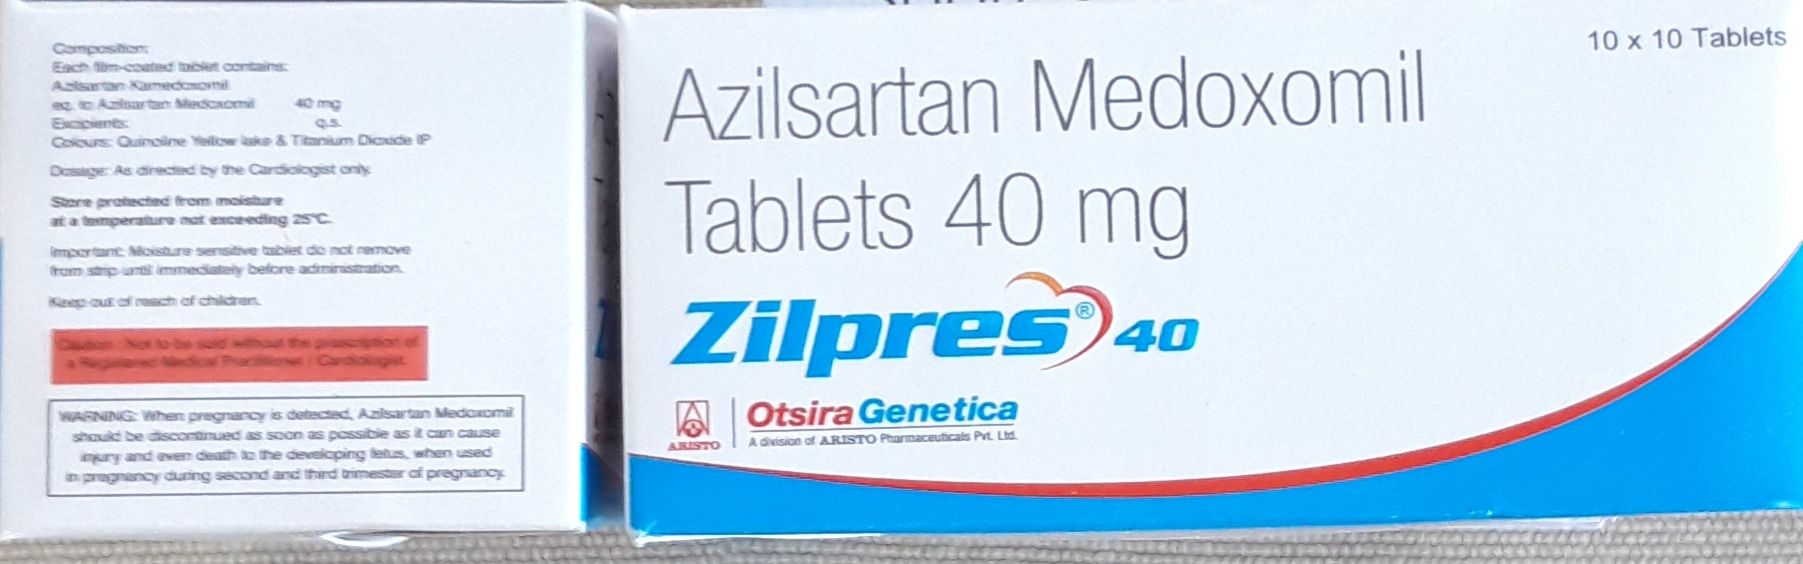 Composition:
Each film-coated tablet contains:
Azilsartan Kamedoxomil
eq. to Azilsartan Medoxomil 40 mg
Excipients: q.s.
Colours: Quinoline Yellow lake & Titanium Dioxide IP
Dosage: As directed by the Cardiologist only.
Store protected from moisture
at a temperature not exceeding 25°C.
Important: Moisture sensitive tablet do not remove
from strip until immediately before administration.
Keep out of reach of children.
Caution : Not to be sold without the prescription of
a Registered Medical Practitioner / Cardiologist.
WARNING: When pregnancy is detected, Azilsartan Medoxomil
should be discontinued as soon as possible as it can cause
injury and even death to the developing fetus, when used
in pregnancy during second and third trimester of pregnancy.
10 x 10 Tablets
Azilsartan Medoxomil
Tablets 40 mg
Zilpres® 40
ARISTO
Otsira Genetica
A division of ARISTO Pharmaceuticals Pvt. Ltd.